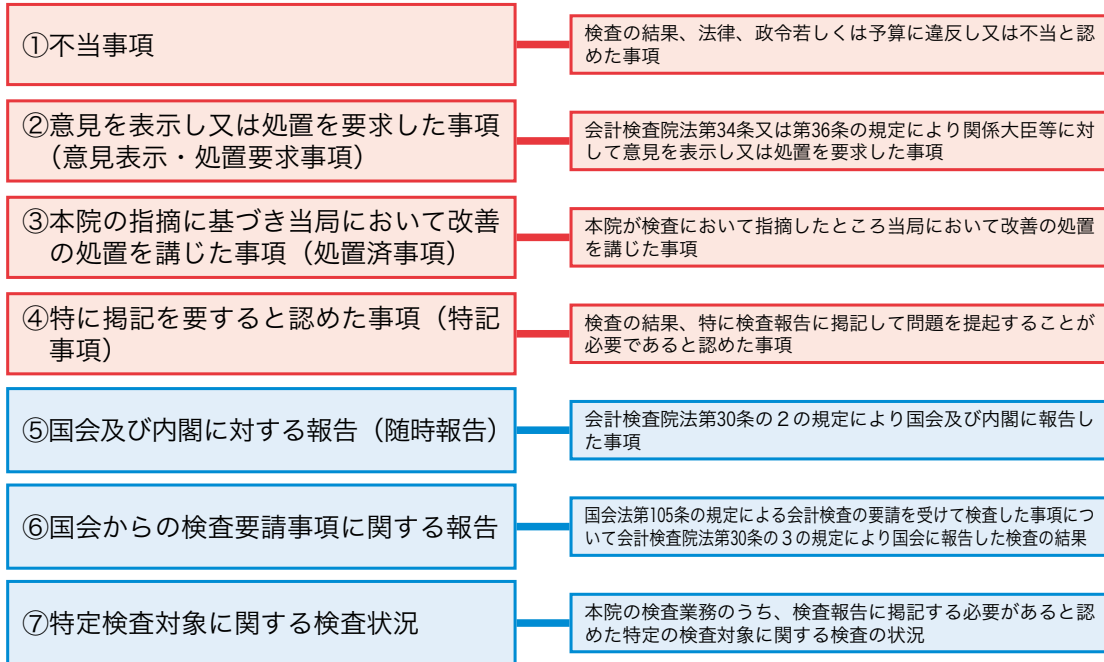 ①不当事項
検査の結果、法律、政令若しくは予算に違反し又は不当と認
めた事項
②意見を表示し又は処置を要求した事項
(意見表示・処置要求事項)
会計検査院法第34条又は第36条の規定により関係大臣等に対
して意見を表示し又は処置を要求した事項
③本院の指摘に基づき当局において改善
の処置を講じた事項(処置済事項)
本院が検査において指摘したところ当局において改善の処置
を講じた事項
④特に掲記を要すると認めた事項(特記
事項)
検査の結果、特に検査報告に掲記して問題を提起することが
必要であると認めた事項
⑤国会及び内閣に対する報告(随時報告)
会計検査院法第30条の2の規定により国会及び内閣に報告し
た事項
⑥国会からの検査要請事項に関する報告
国会法第105条の規定による会計検査の要請を受けて検査した事項につ
いて会計検査院法第30条の3の規定により国会に報告した検査の結果
⑦特定検査対象に関する検査状況
本院の検査業務のうち、検査報告に掲記する必要があると認
めた特定の検査対象に関する検査の状況